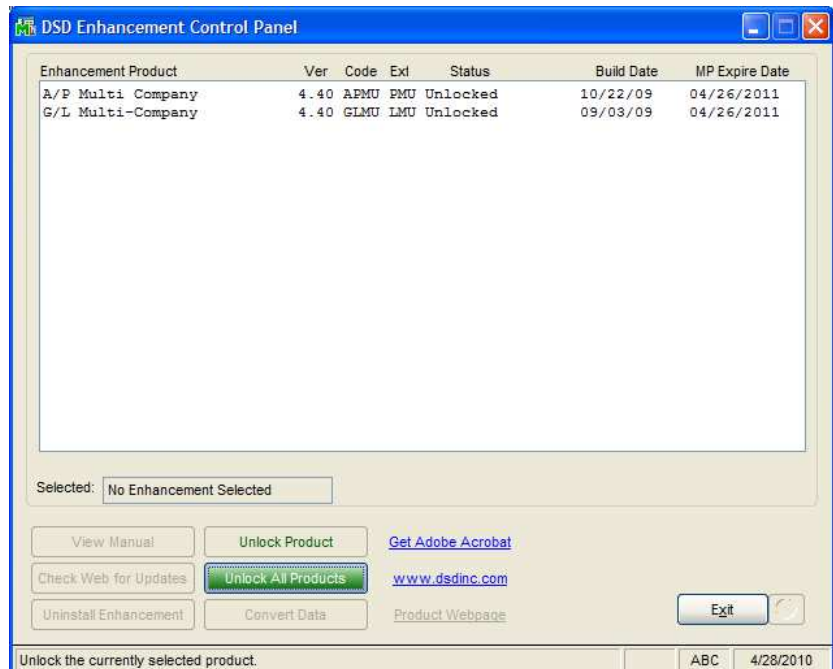 DSD Enhancement Control Panel
Enhancement Product Ver Code Ext Status Build Date MP Expire Date
A/P Multi Company 4.40 APMU PMU Unlocked 10/22/09 04/26/2011
G/L Multi-Company 4.40 GLMU LMU Unlocked 09/03/09 04/26/2011
Selected: No Enhancement Selected
View Manual Unlock Product Get Adobe Acrobat
Check Web for Updates Unlock All Products www.dsdinc.com
Uninstall Enhancement Convert Data Product Webpage Exit
Unlock the currently selected product. ABC 4/28/2010